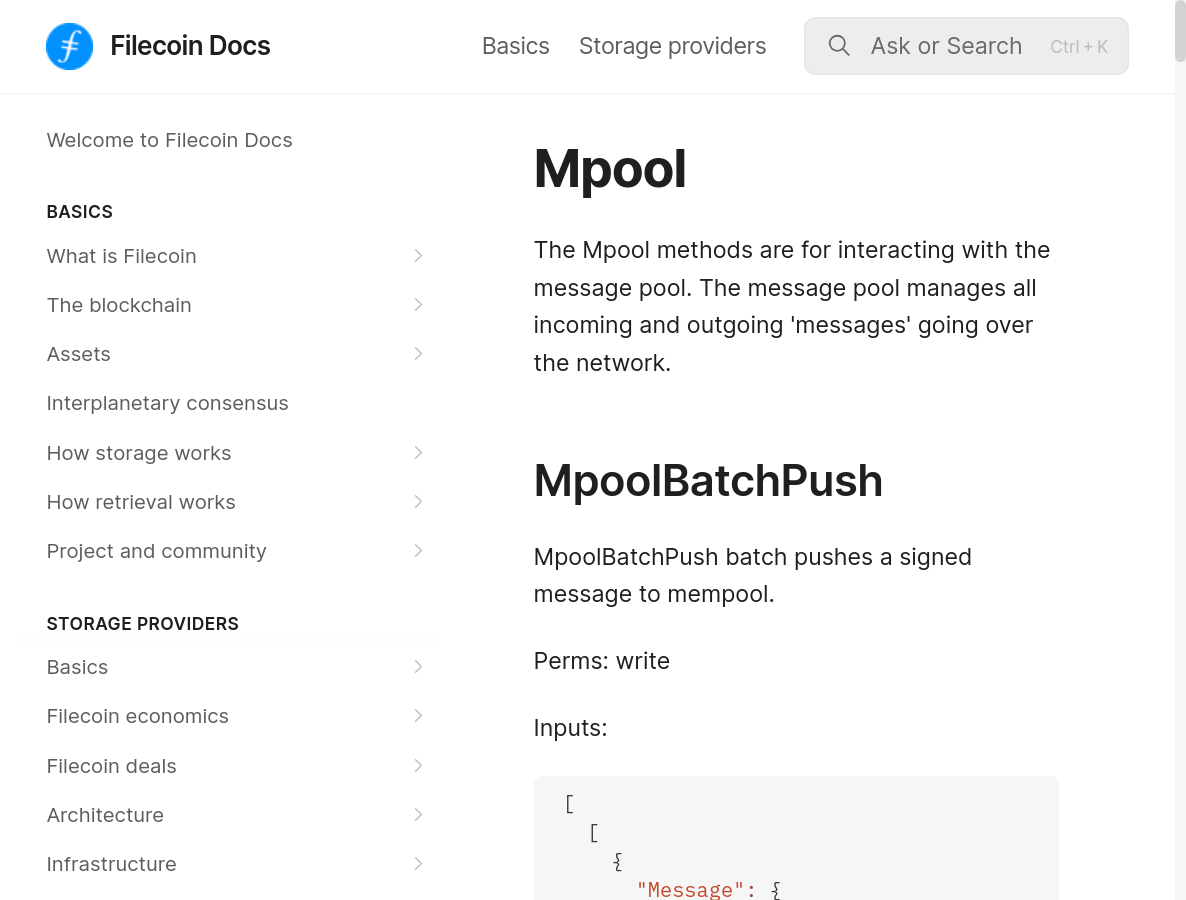 Filecoin Docs
Basics
Storage providers
Ask or Search
Ctrl + K
Welcome to Filecoin Docs
BASICS
What is Filecoin
The blockchain
Assets
Interplanetary consensus
How storage works
How retrieval works
Project and community
STORAGE PROVIDERS
Basics
Filecoin economics
Filecoin deals
Architecture
Infrastructure
Mpool
The Mpool methods are for interacting with the
message pool. The message pool manages all
incoming and outgoing 'messages' going over
the network.
MpoolBatchPush
MpoolBatchPush batch pushes a signed
message to mempool.
Perms: write
Inputs:
[
[
{
"Message": {